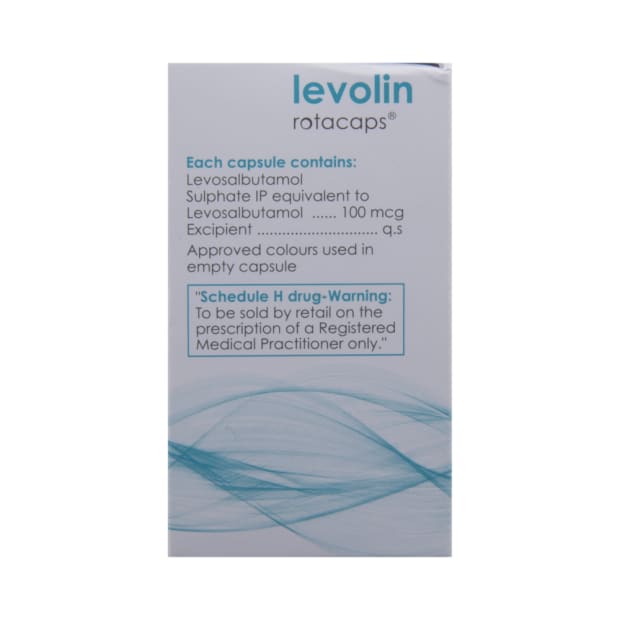 levolin
rotacaps®
Each capsule contains:
Levosalbutamol
Sulphate IP equivalent to
Levosalbutamol ...... 100 mcg
Excipient ............................. q.s
Approved colours used in
empty capsule
"Schedule H drug-Warning:
To be sold by retail on the
prescription of a Registered
Medical Practitioner only."